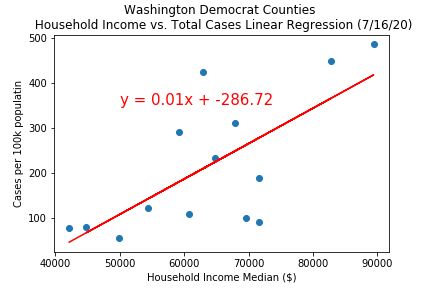 Washington Democrat Counties
Household Income vs. Total Cases Linear Regression (7/16/20)
500
400
300
200
100
y = 0.01x + -286.72
Cases per 100k populatin
40000 50000 60000 70000 80000 90000
Household Income Median ($)